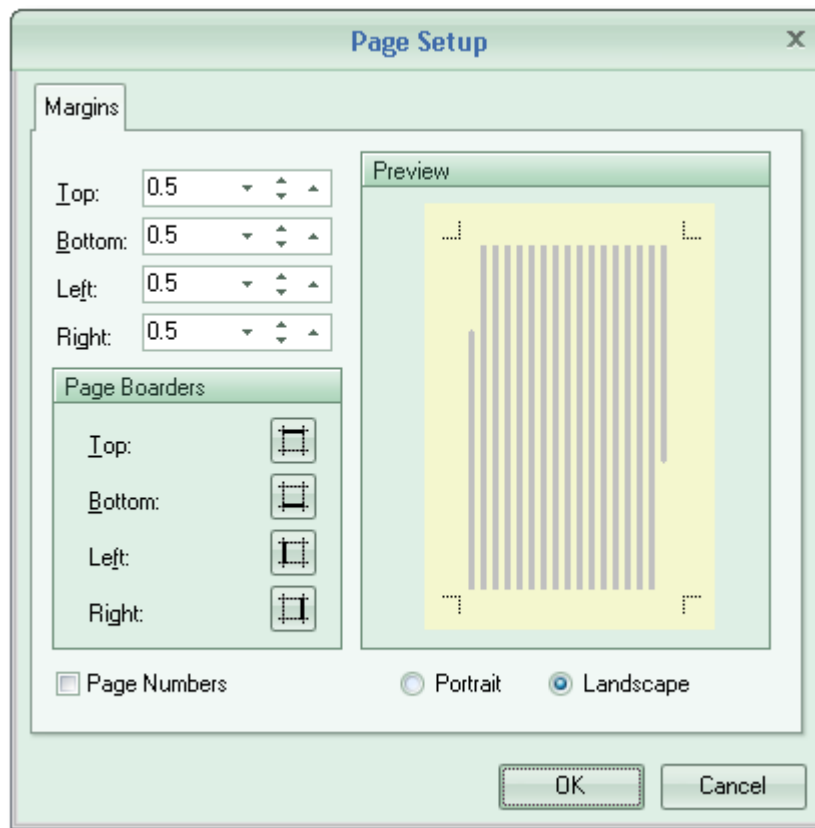 Page Setup
Margins
Top: 0.5
Bottom: 0.5
Left: 0.5
Right: 0.5
Preview
Page Boarders
Top:
Bottom:
Left:
Right:
Page Numbers
Portrait Landscape
OK Cancel